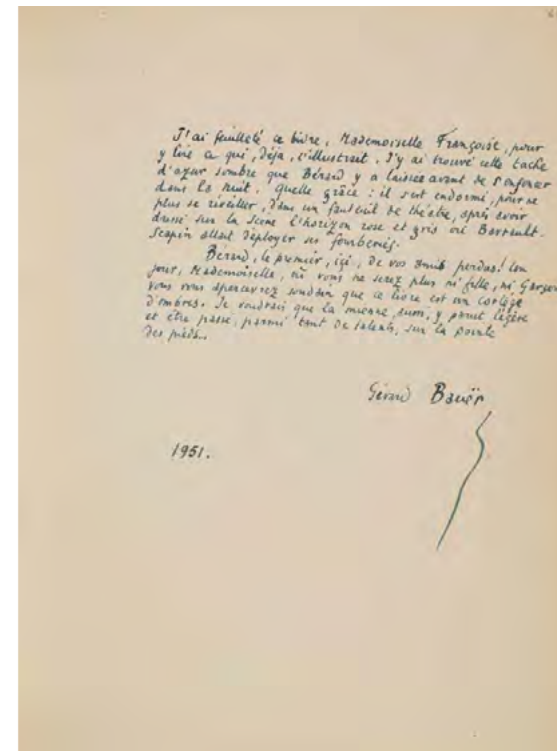 J'ai feuilleté ce livre, Mademoiselle Françoise, pour
y lire ce qui, déjà, l'illustrait. J'y ai trouvé cette tache
d'azur sombre que Bérard y a laissée avant de s'enfoncer
dans la nuit. Quelle grâce : il s'est endormi, pour ne
plus se réveiller, dans un fauteuil de théâtre, après avoir
dressé sur la scène l'horizon rose et gris où Barrault-
Scapin allait déployer ses fourberies.
Bérard, le premier, ici, de vos amis perdus! Un
jour, Mademoiselle, où vous ne serez plus ni fille, ni Garçon
vous vous apercevrez soudain que ce livre est un cortège
d'ombres. Je voudrais que la mienne, aussi, y parut légère
et être passé, parmi tant de talents, sur la pointe
des pieds..
Gérard Bauër
1951.